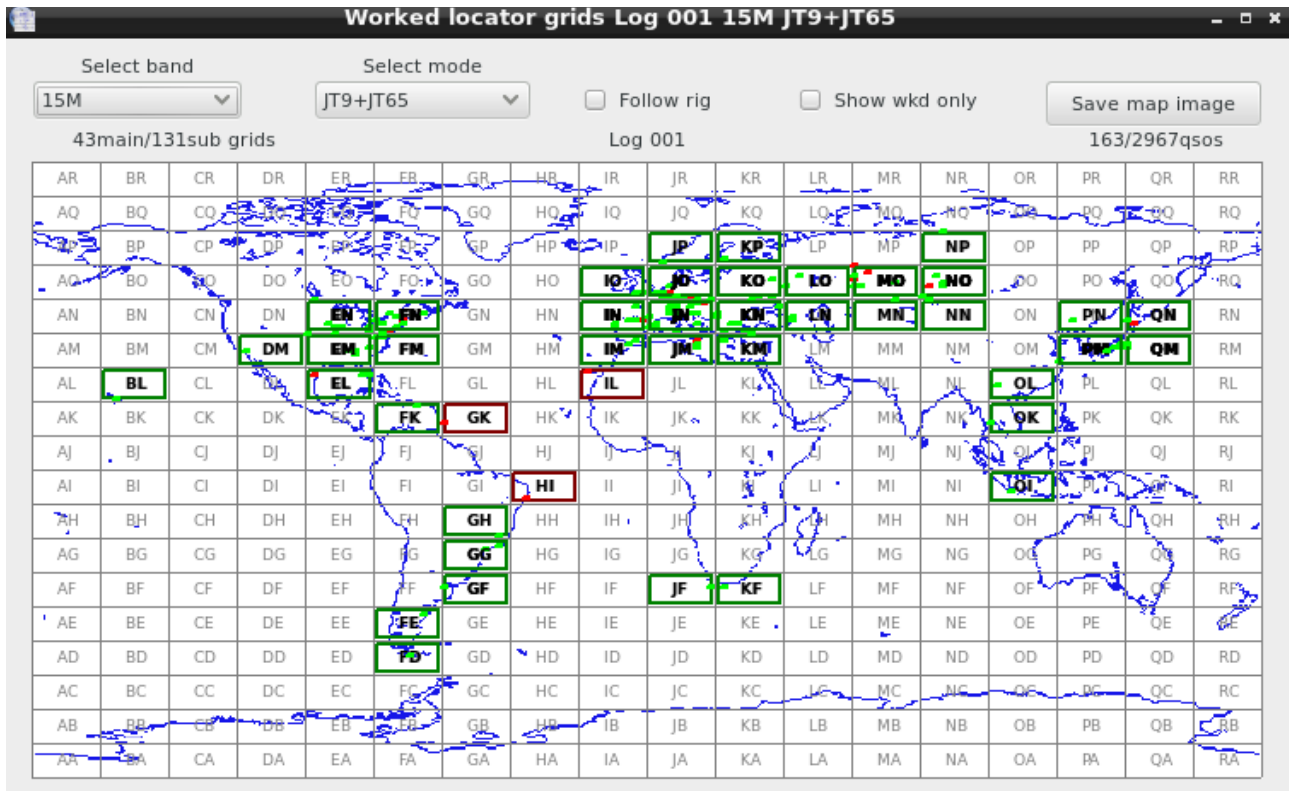 Worked locator grids Log 001 15M JT9+JT65
Select band Select mode
15M JT9+JT65 Follow rig Show wkd only Save map image
43main/131sub grids Log 001 163/2967qsos
AR BR CR DR ER FR GR HR IR JR KR LR MR NR OR PR QR RR
AQ BQ CQ DQ EQ FQ GQ HQ IQ JQ KQ LQ MQ NQ OQ PQ QQ RQ
AP BP CP DP EP FP GP HP IP JP KP LP MP NP OP PP QP RP
AO BO CO DO EO FO GO HO IO JO KO LO MO NO OO PO QO RO
AN BN CN DN EN FN GN HN IN JN KN LN MN NN ON PN QN RN
AM BM CM DM EM FM GM HM IM JM KM LM MM NM OM PM QM RM
AL BL CL DL EL FL GL HL IL JL KL LL ML NL OL PL QL RL
AK BK CK DK EK FK GK HK IK JK KK LK MK NK OK PK QK RK
AJ BJ CJ DJ EJ FJ GJ HJ IJ JJ KJ LJ MJ NJ OJ PJ QJ RJ
AI BI CI DI EI FI GI HI II JI KI LI MI NI OI PI QI RI
AH BH CH DH EH FH GH HH IH JH KH LH MH NH OH PH QH RH
AG BG CG DG EG FG GG HG IG JG KG LG MG NG OG PG QG RG
AF BF CF DF EF FF GF HF IF JF KF LF MF NF OF PF QF RF
AE BE CE DE EE FE GE HE IE JE KE LE ME NE OE PE QE RE
AD BD CD DD ED FD GD HD ID JD KD LD MD ND OD PD QD RD
AC BC CC DC EC FC GC HC IC JC KC LC MC NC OC PC QC RC
AB BB CB DB EB FB GB HB IB JB KB LB MB NB OB PB QB RB
AA BA CA DA EA FA GA HA IA JA KA LA MA NA OA PA QA RA